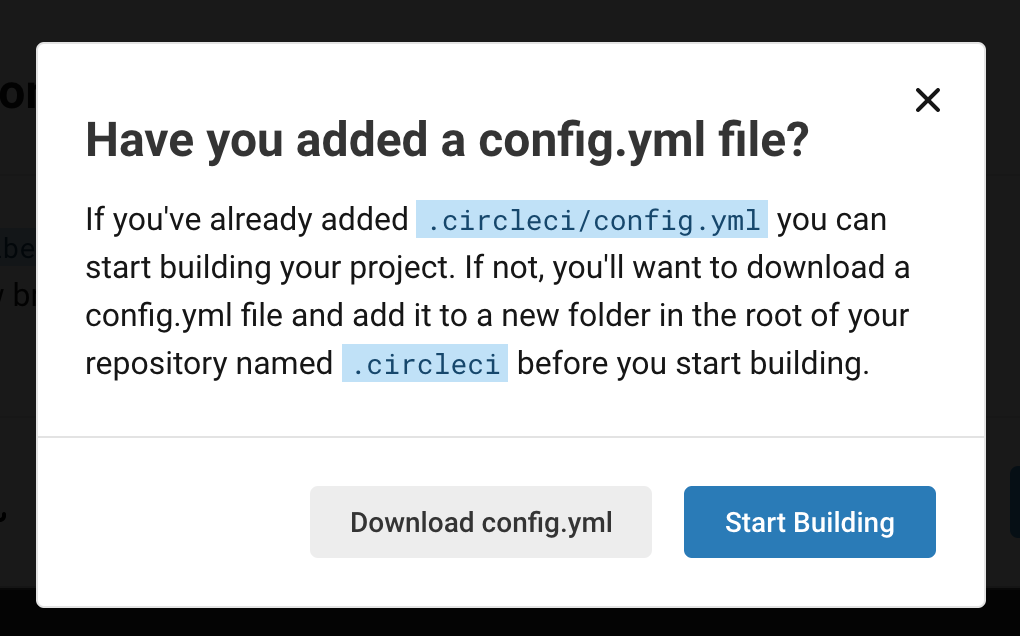 Have you added a config.yml file?
If you've already added .circleci/config.yml you can
start building your project. If not, you'll want to download a
config.yml file and add it to a new folder in the root of your
repository named .circleci before you start building.
Download config.yml
Start Building